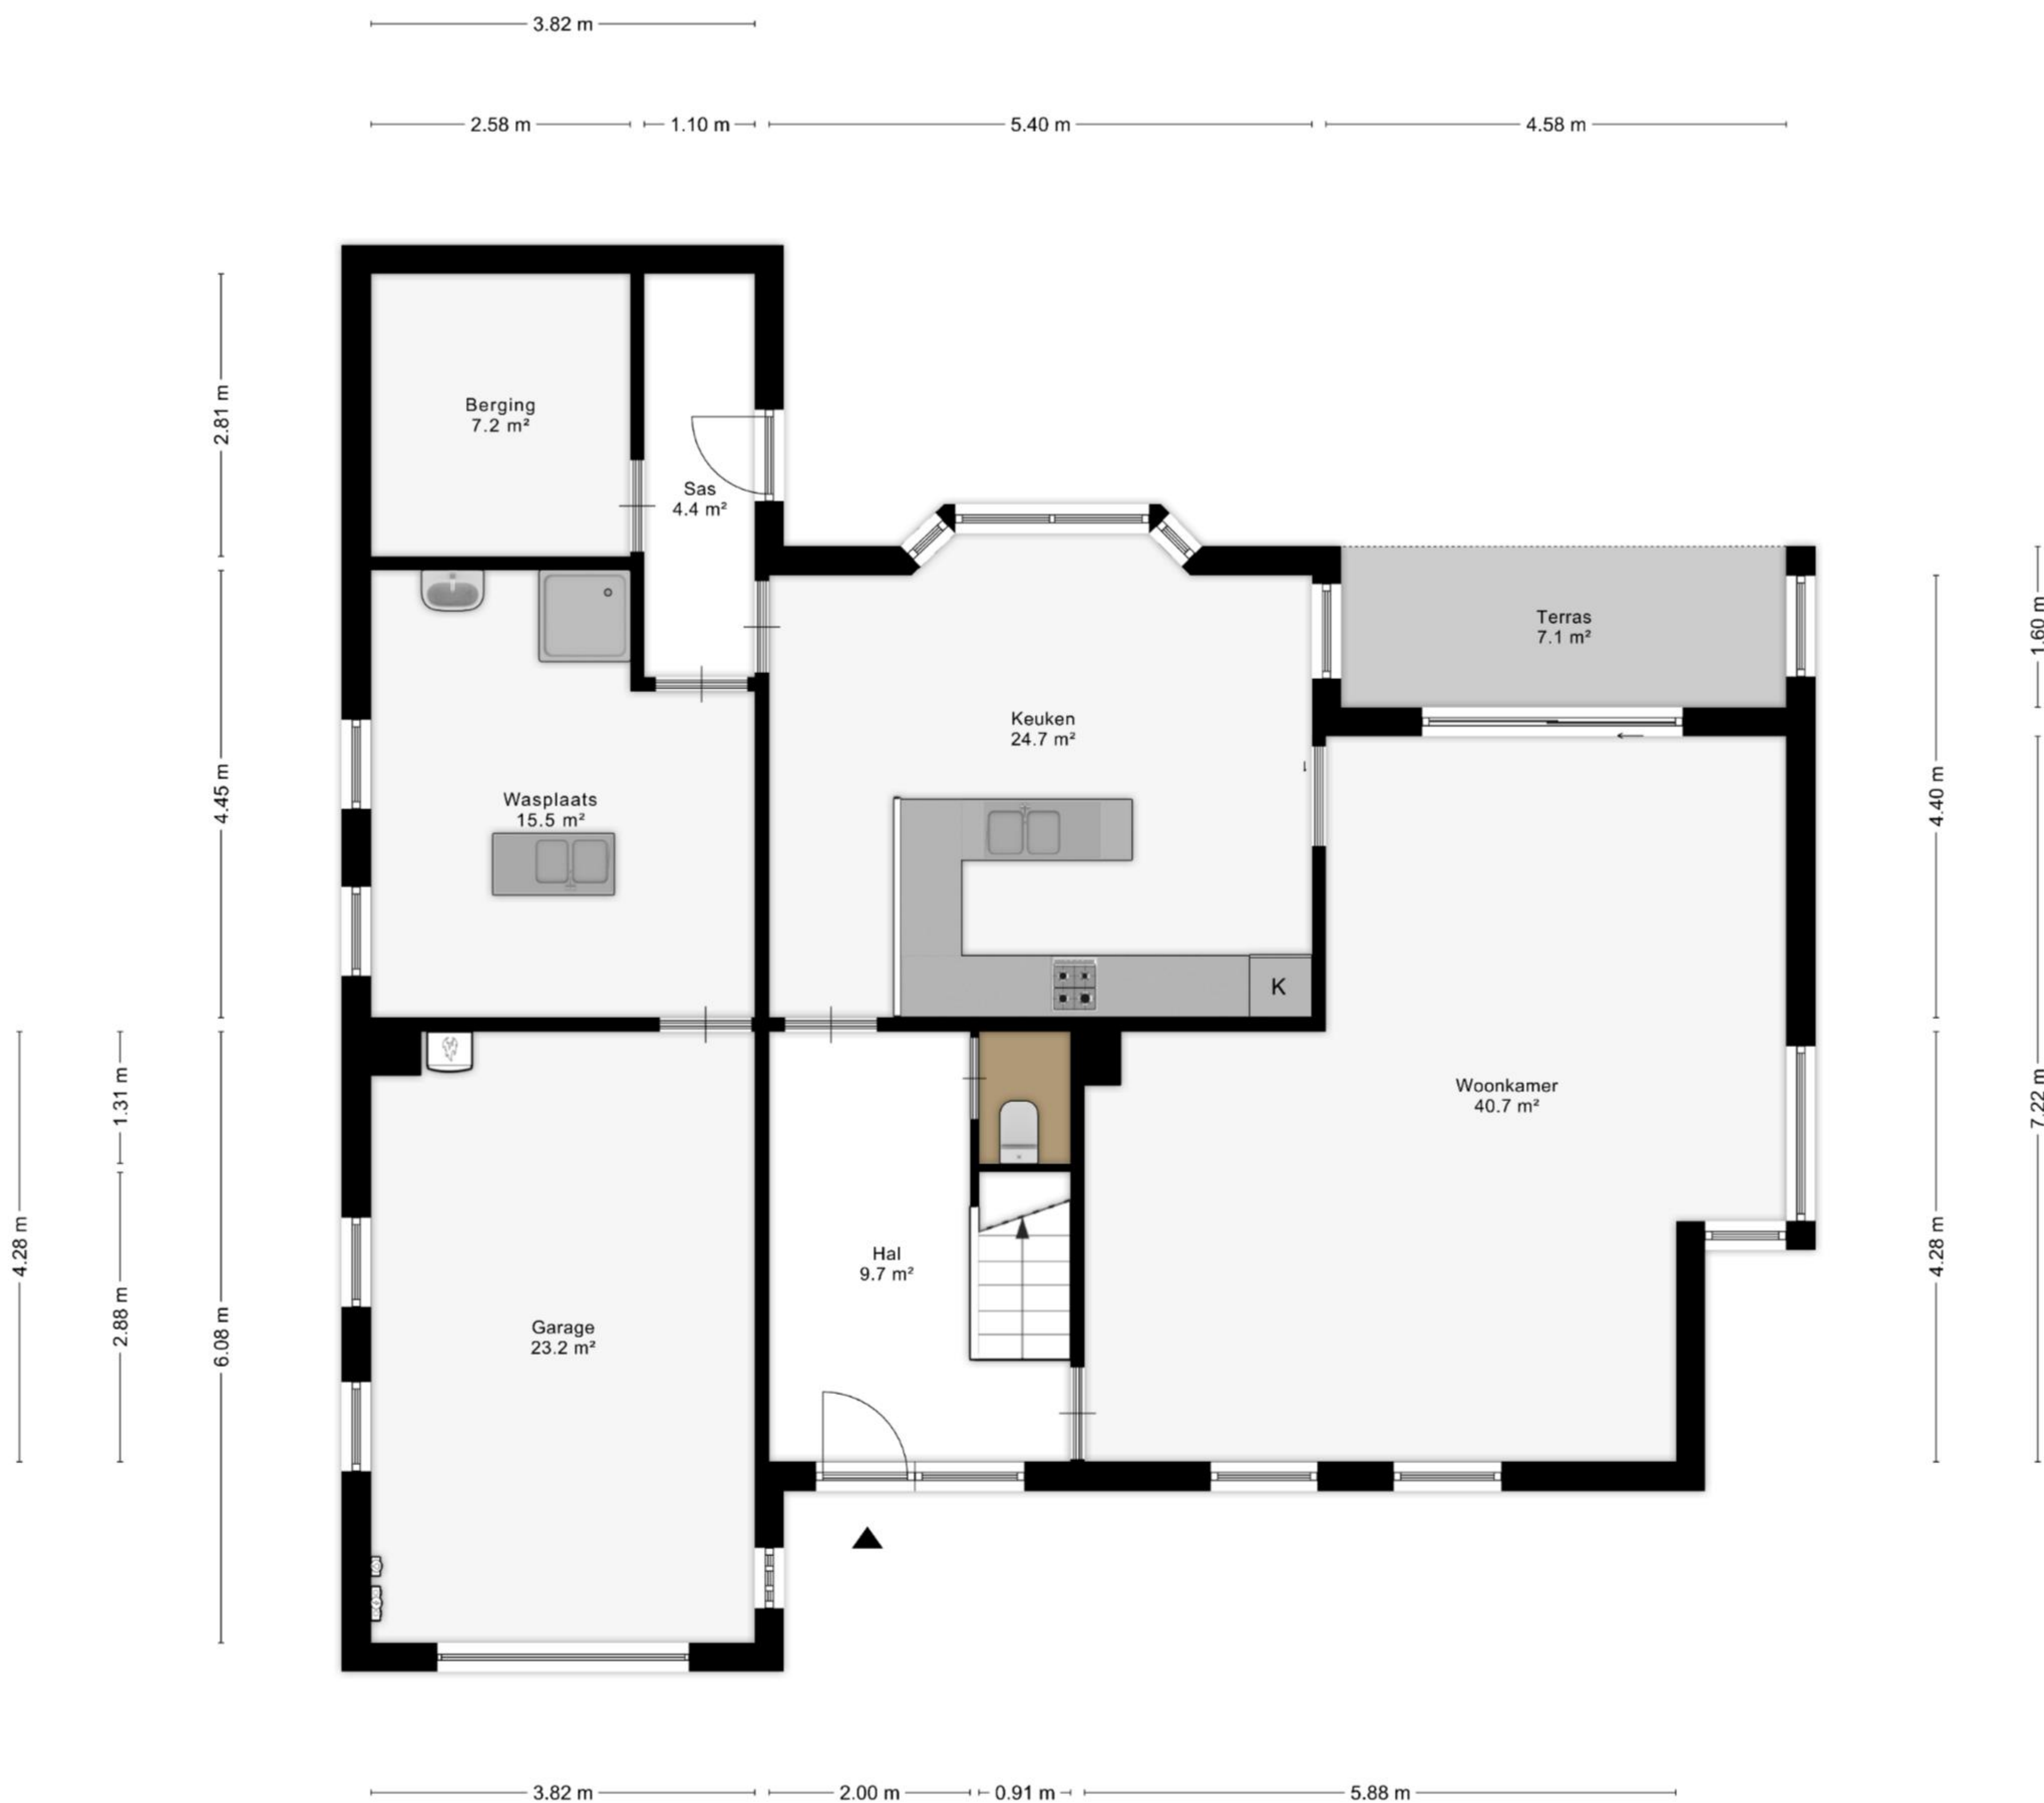 3.82 m
2.58 m
1.10 m
5.40 m
4.58 m
2.81 m
4.45 m
6.08 m
1.31 m
2.88 m
4.28 m
Berging
7.2 m²
Sas
4.4 m²
Terras
7.1 m²
Keuken
24.7 m²
Wasplaats
15.5 m²
K
Woonkamer
40.7 m²
Hal
9.7 m²
Garage
23.2 m²
4.40 m
4.28 m
1.60 m
7.22 m
3.82 m
2.00 m
0.91 m
5.88 m